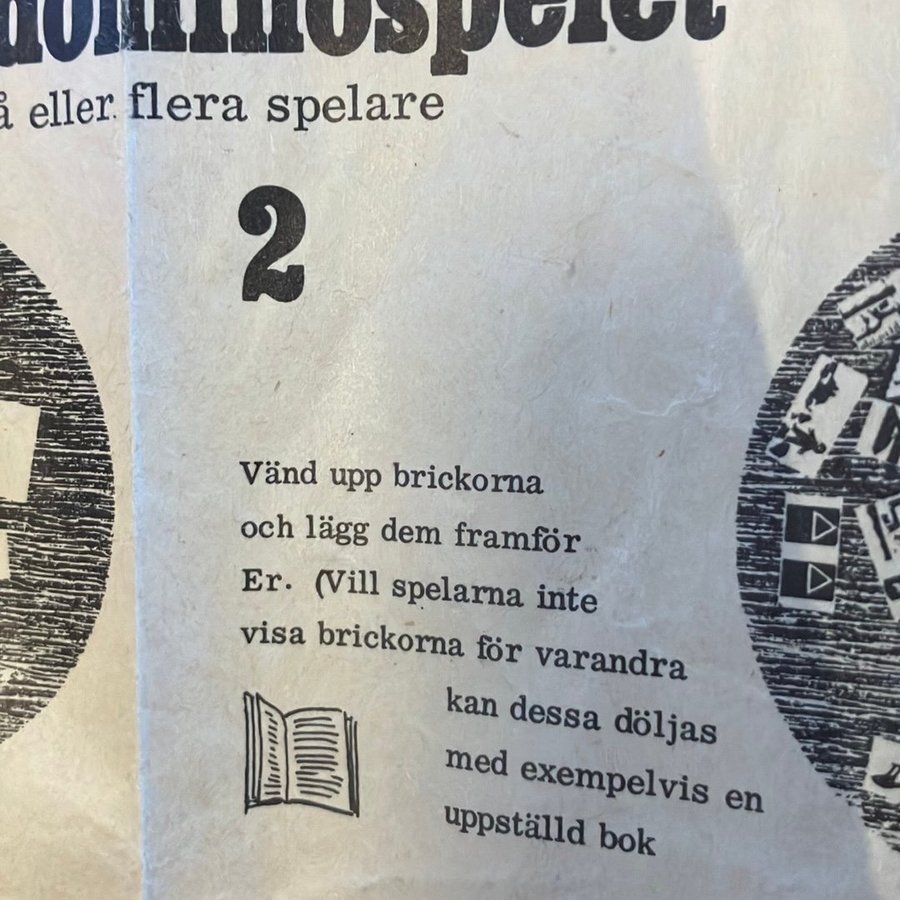 dominospelet
å eller flera spelare
2
Vänd upp brickorna
och lägg dem framför
Er. (Vill spelarna inte
visa brickorna för varandra
kan dessa döljas
med exempelvis en
uppställd bok